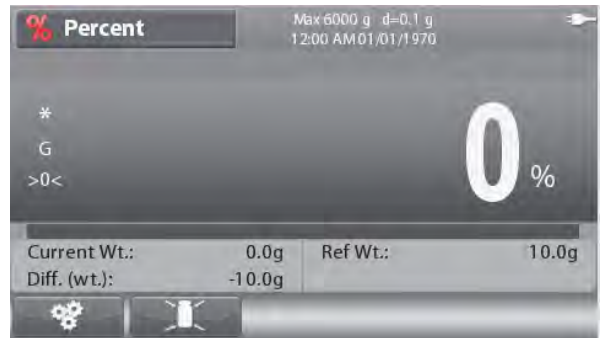 % Percent
Max 6000 g d=0.1 g
12:00 AM 01/01/1970
*
G
>0<
0 %
Current Wt.: 0.0g Ref Wt.: 10.0g
Diff. (wt.): -10.0g